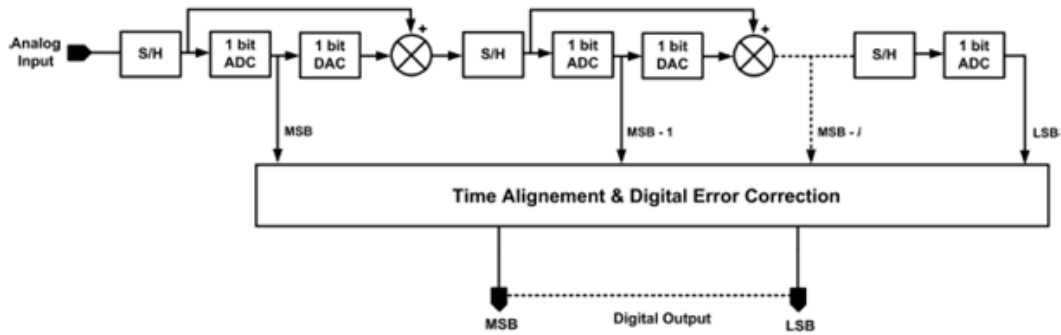 Analog
Input
S/H
1 bit
ADC
1 bit
DAC
+
S/H
1 bit
ADC
1 bit
DAC
+
S/H
1 bit
ADC
MSB
MSB - 1
MSB - i
LSB
Time Alignement & Digital Error Correction
MSB
Digital Output
LSB